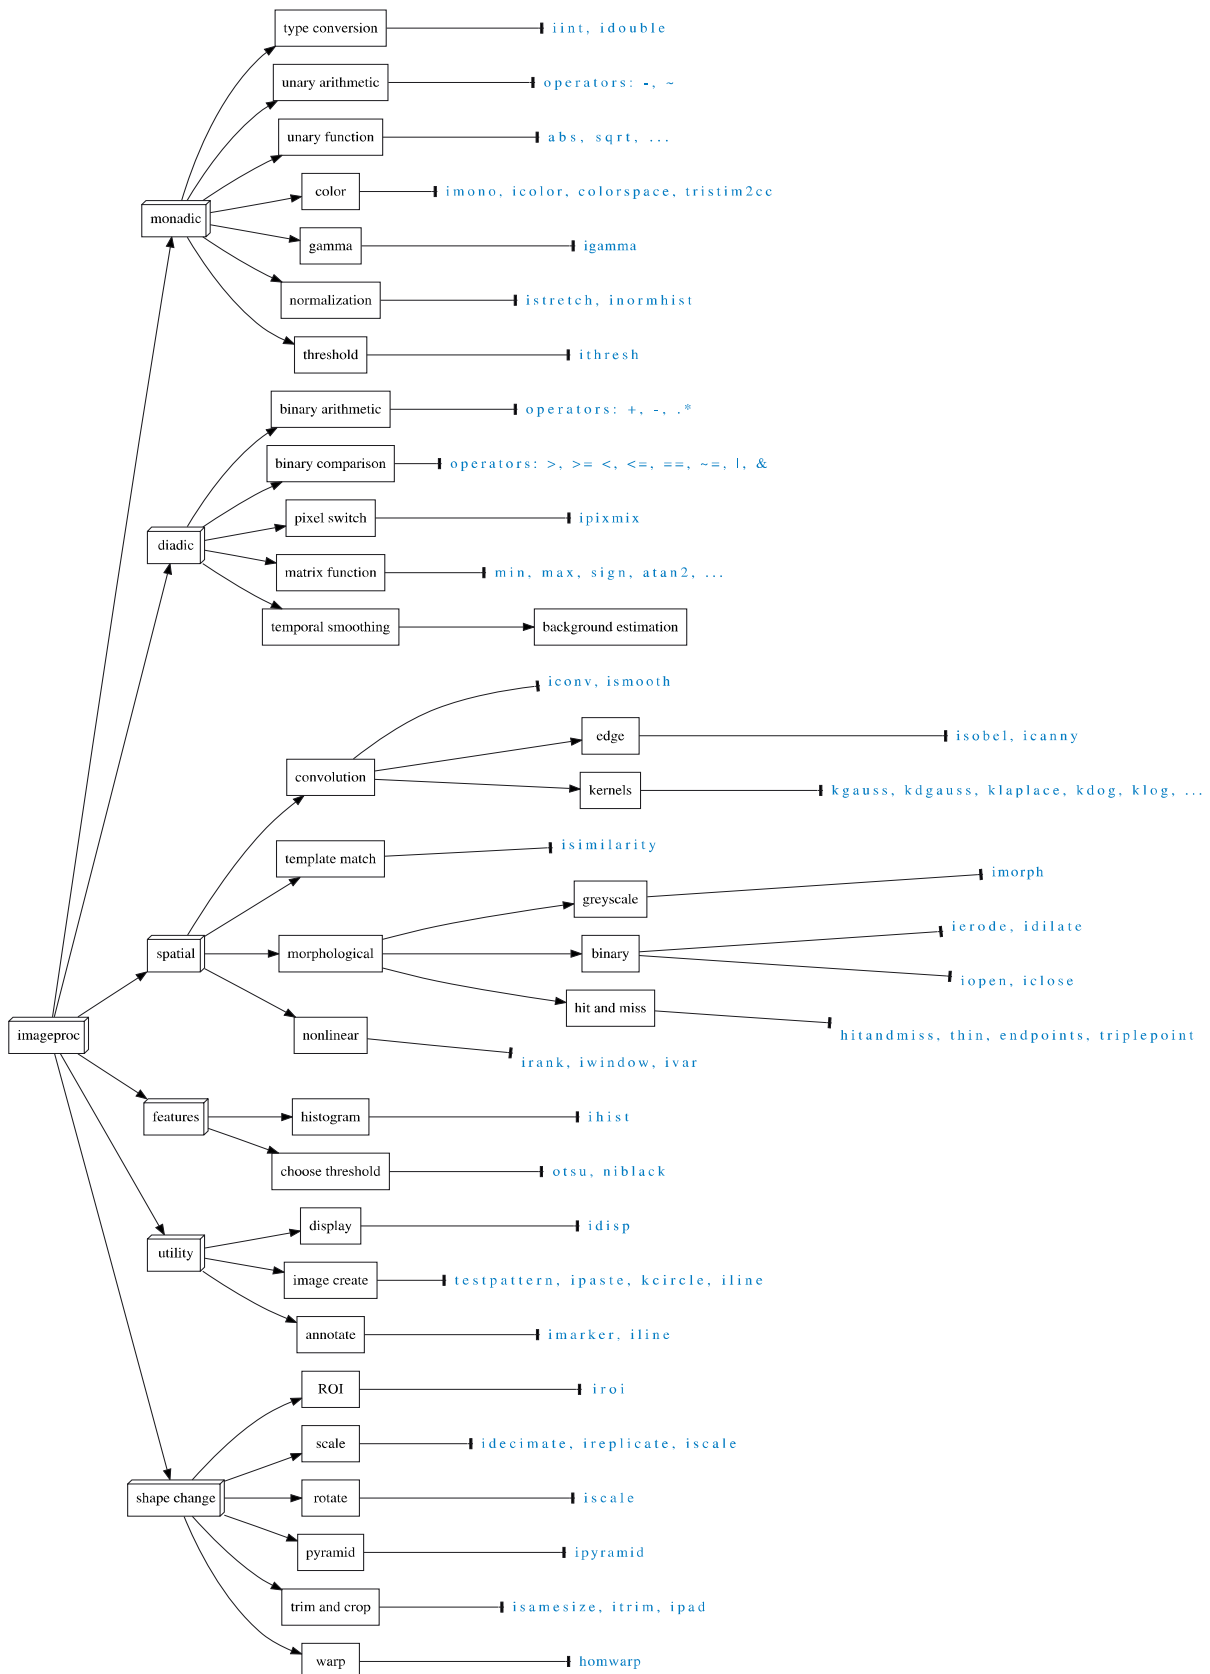 type conversion iint, idouble
unary arithmetic operators: -, ~
unary function abs, sqrt, ...
color imono, icolor, colorspace, tristim2cc
monadic
gamma igamma
normalization istretch, inormhist
threshold ithresh
binary arithmetic operators: +, -, .*
binary comparison operators: >, >= <, <=, ==, ~=, |, &
pixel switch ipixmix
diadic
matrix function min, max, sign, atan2, ...
temporal smoothing background estimation
iconv, ismooth
edge isobel, icanny
convolution
kernels kgauss, kdgauss, klaplace, kdog, klog, ...
template match isimilarity
imorph
greyscale
ierode, idilate
spatial morphological binary
iopen, iclose
hit and miss
hitandmiss, thin, endpoints, triplepoint
imageproc nonlinear
irank, iwindow, ivar
features histogram ihist
choose threshold otsu, niblack
display idisp
utility
image create testpattern, ipaste, kcircle, iline
annotate imarker, iline
ROI iroi
scale idecimate, ireplicate, iscale
shape change rotate iscale
pyramid ipyramid
trim and crop isamesize, itrim, ipad
warp homwarp